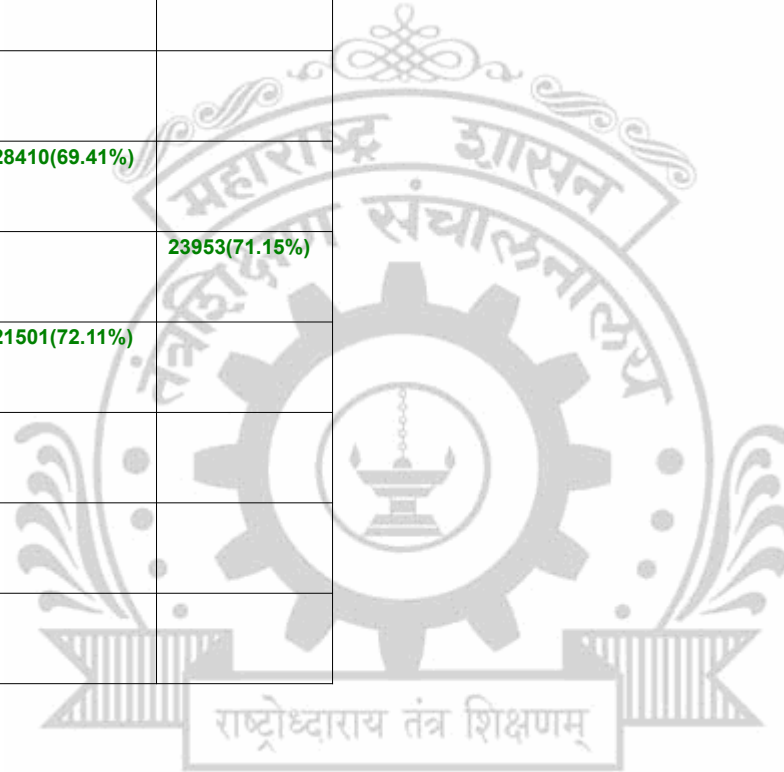 महाराष्ट्र शासन
28410(69.41%)
तंत्रशिक्षण संचालनालय
23953(71.15%)
21501(72.11%)
राष्ट्रोध्दाराय तंत्र शिक्षणम्